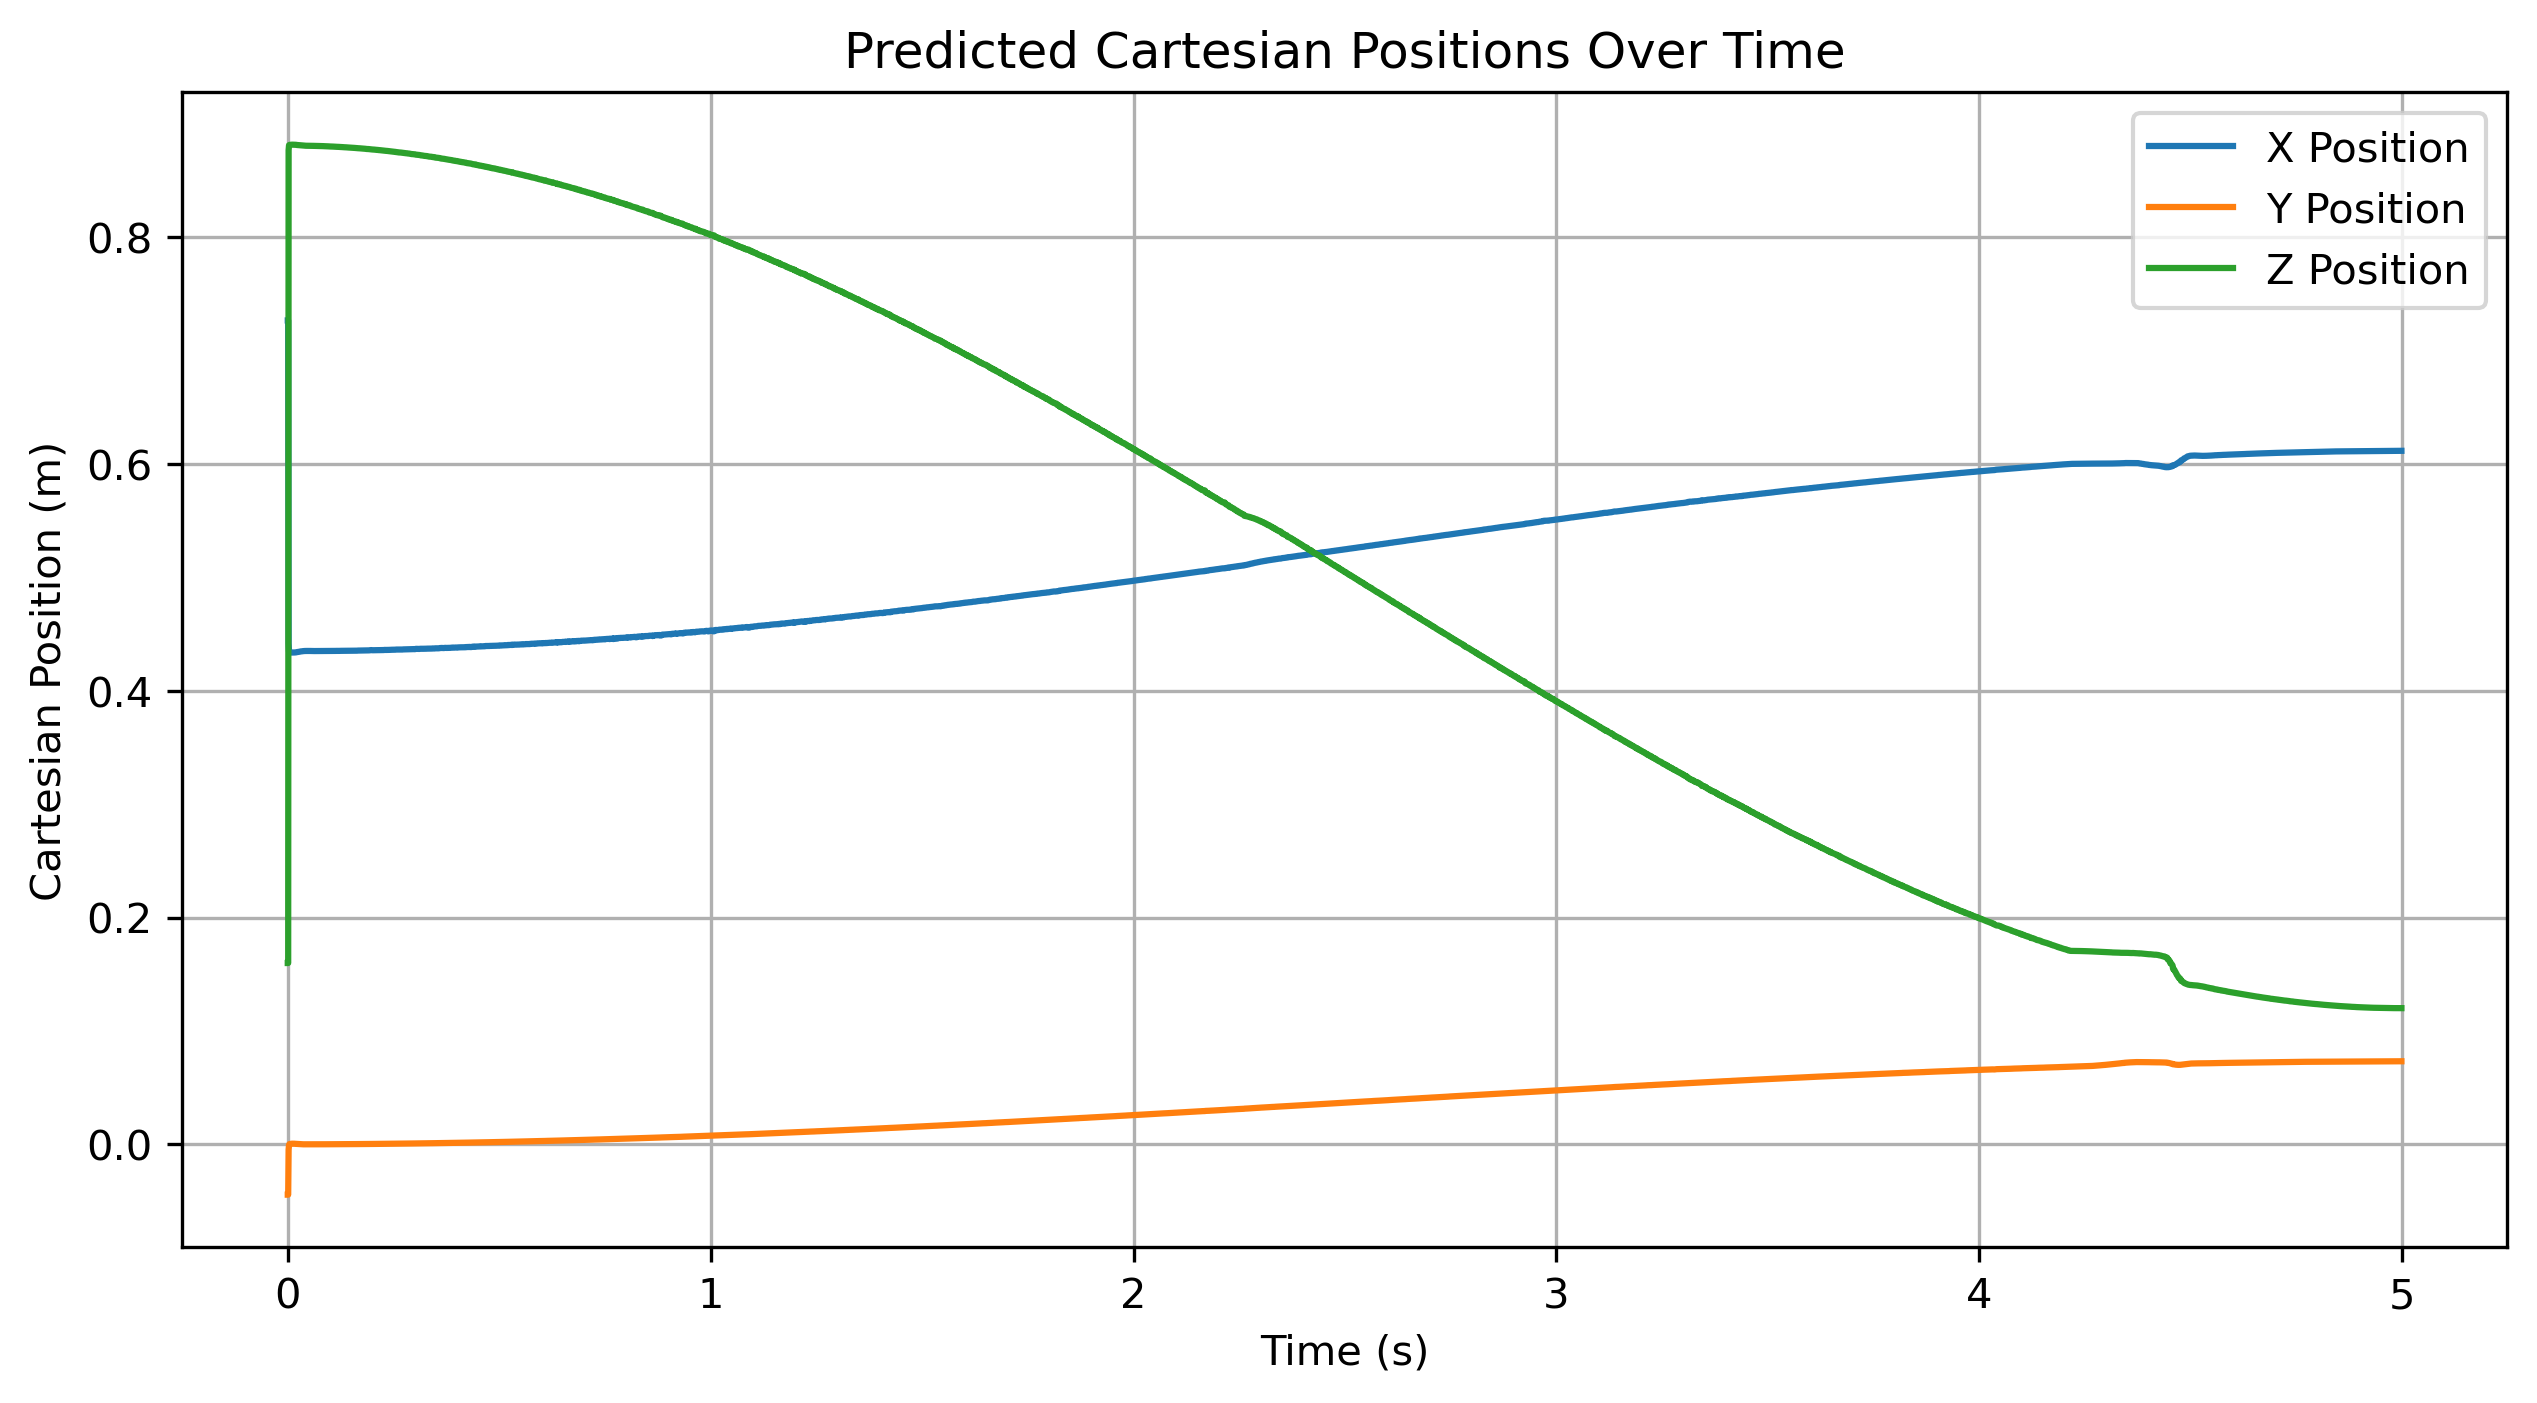 Predicted Cartesian Positions Over Time
X Position
Y Position
Z Position
Cartesian Position (m)
0.8
0.6
0.4
0.2
0.0
0 1 2 3 4 5
Time (s)